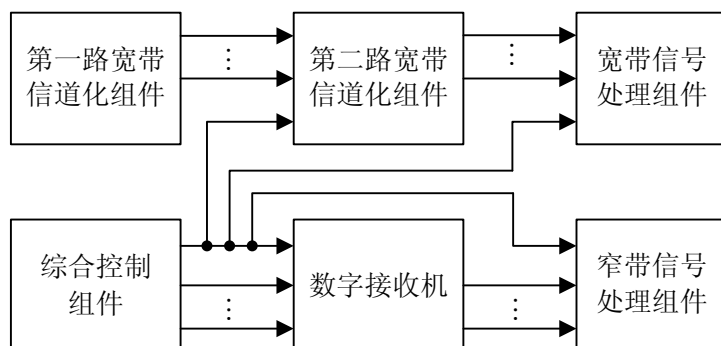 第一路宽带
信道化组件
第二路宽带
信道化组件
宽带信号
处理组件
综合控制
组件
数字接收机
窄带信号
处理组件